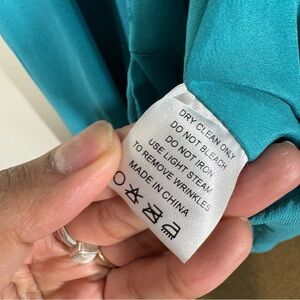 DRY CLEAN ONLY
DO NOT BLEACH
DO NOT IRON
USE LIGHT STEAM
TO REMOVE WRINKLES
MADE IN CHINA